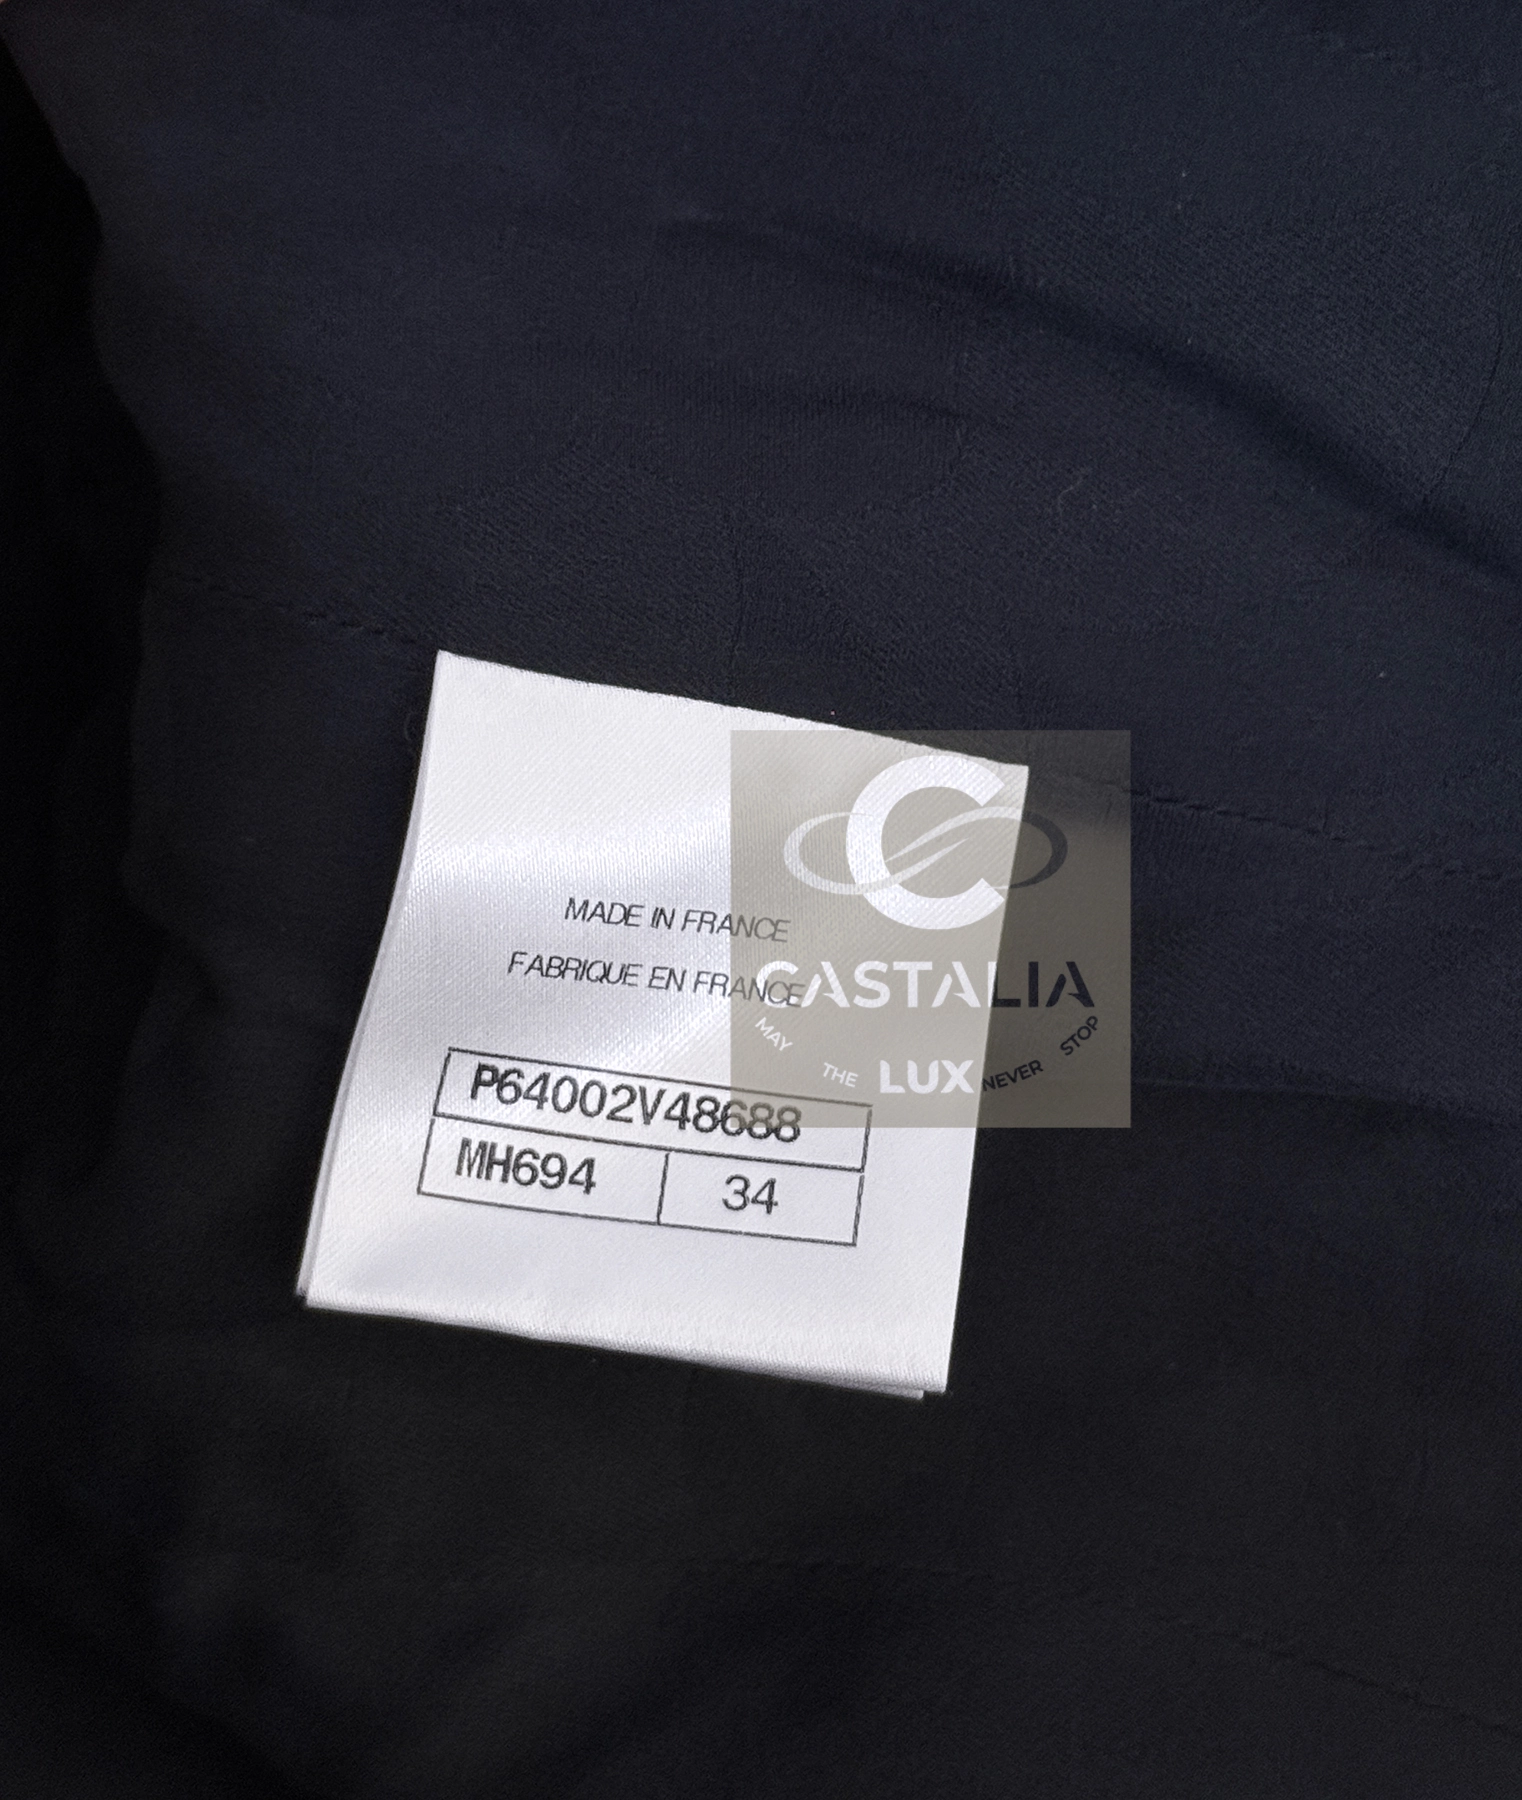 MADE IN FRANCE
FABRIQUE EN FRANCE
P64002V48688
MH694 34
C
CASTALIA
MAY THE LUX NEVER STOP